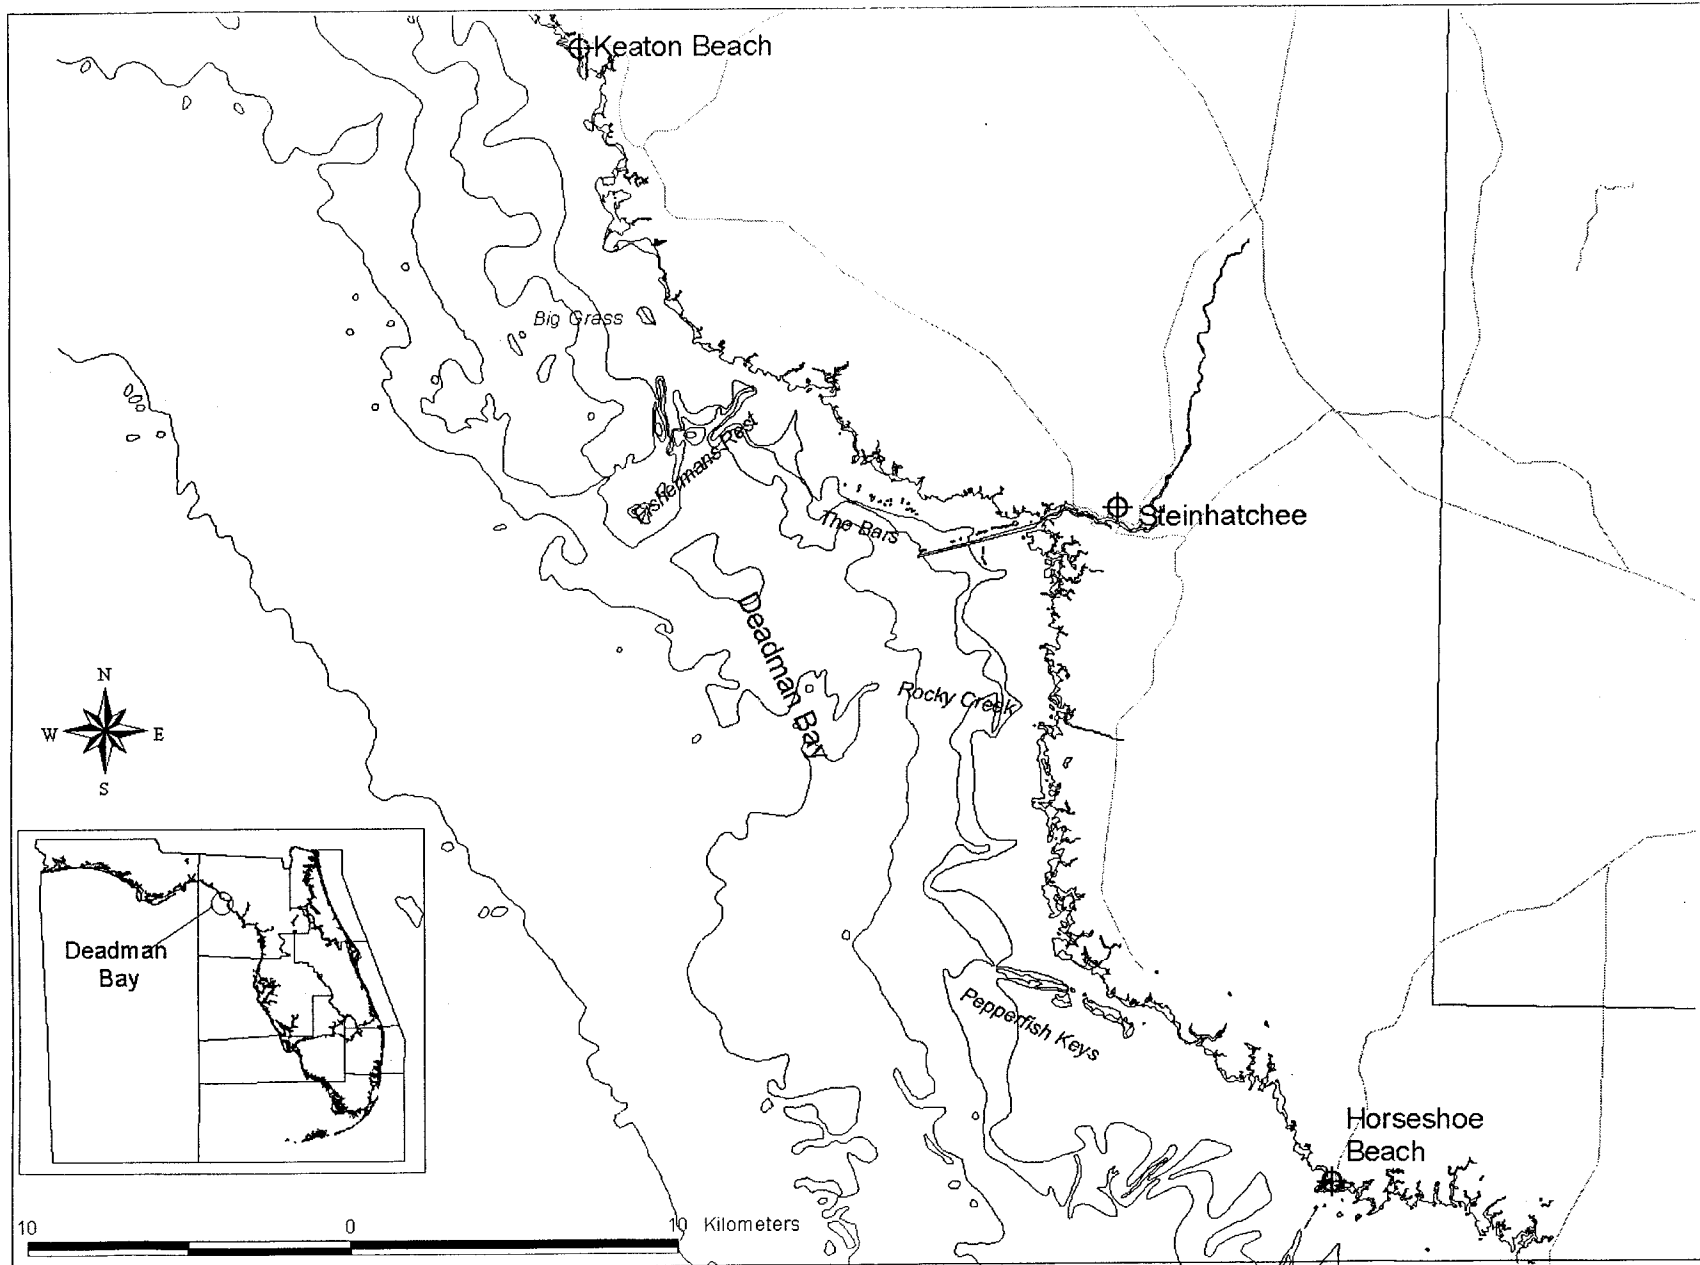 Keaton Beach
Big Grass
Fishermans Rest
The Bars
Steinhatchee
Deadman Bay
Rocky Creek
N
W E
S
Deadman
Bay
Pepperfish Keys
Horseshoe
Beach
10 0 10 Kilometers